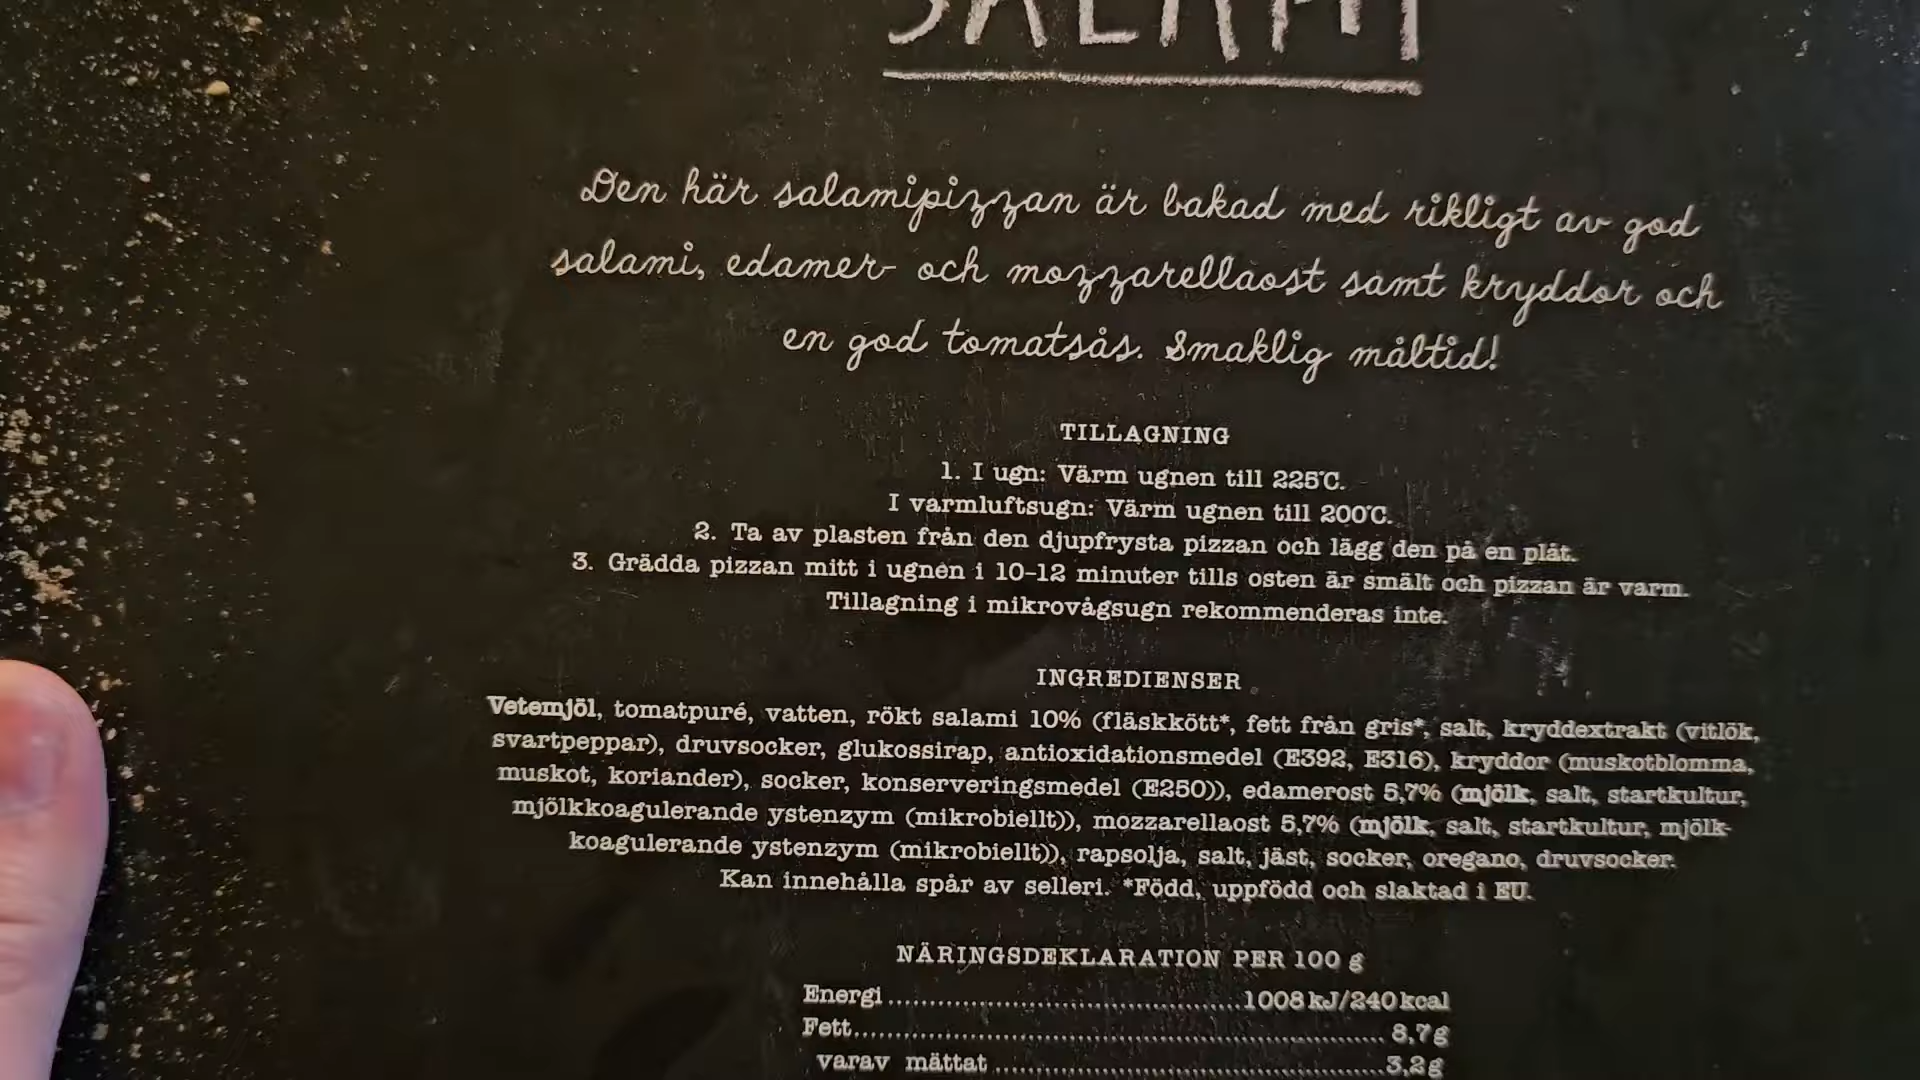 SALAMI
Den här salamipizzan är bakad med rikligt av god
salami, edamer- och mozzarellaost samt kryddor och
en god tomatsås. Smaklig måltid!
TILLAGNING
1. I ugn: Värm ugnen till 225°C.
I varmluftsugn: Värm ugnen till 200°C.
2. Ta av plasten från den djupfrysta pizzan och lägg den på en plåt.
3. Grädda pizzan mitt i ugnen i 10-12 minuter tills osten är smält och pizzan är varm.
Tillagning i mikrovågsugn rekommenderas inte.
INGREDIENSER
Vetemjöl, tomatpuré, vatten, rökt salami 10% (fläskkött*, fett från gris*, salt, kryddextrakt (vitlök,
svartpeppar), druvsocker, glukossirap, antioxidationsmedel (E392, E316), kryddor (muskotblomma,
muskot, koriander), socker, konserveringsmedel (E250)), edamerost 5,7% (mjölk, salt, startkultur,
mjölkkoagulerande ystenzym (mikrobiellt)), mozzarellaost 5,7% (mjölk, salt, startkultur, mjölk-
koagulerande ystenzym (mikrobiellt)), rapsolja, salt, jäst, socker, oregano, druvsocker.
Kan innehålla spår av selleri. *Född, uppfödd och slaktad i EU.
NÄRINGSDEKLARATION PER 100 g
Energi........................................1008 kJ/240 kcal
Fett............................................................ 8,7g
varav mättat ............................................3,2g